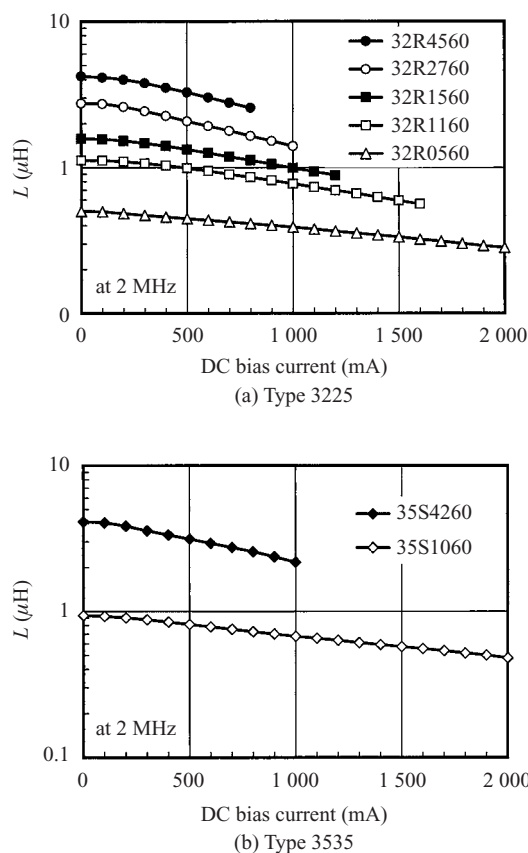 10
1
0
L (μH)
32R4560
32R2760
32R1560
32R1160
32R0560
at 2 MHz
0
500
1 000
1 500
2 000
DC bias current (mA)
(a) Type 3225
10
1
0.1
L (μH)
35S4260
35S1060
at 2 MHz
0
500
1 000
1 500
2 000
DC bias current (mA)
(b) Type 3535